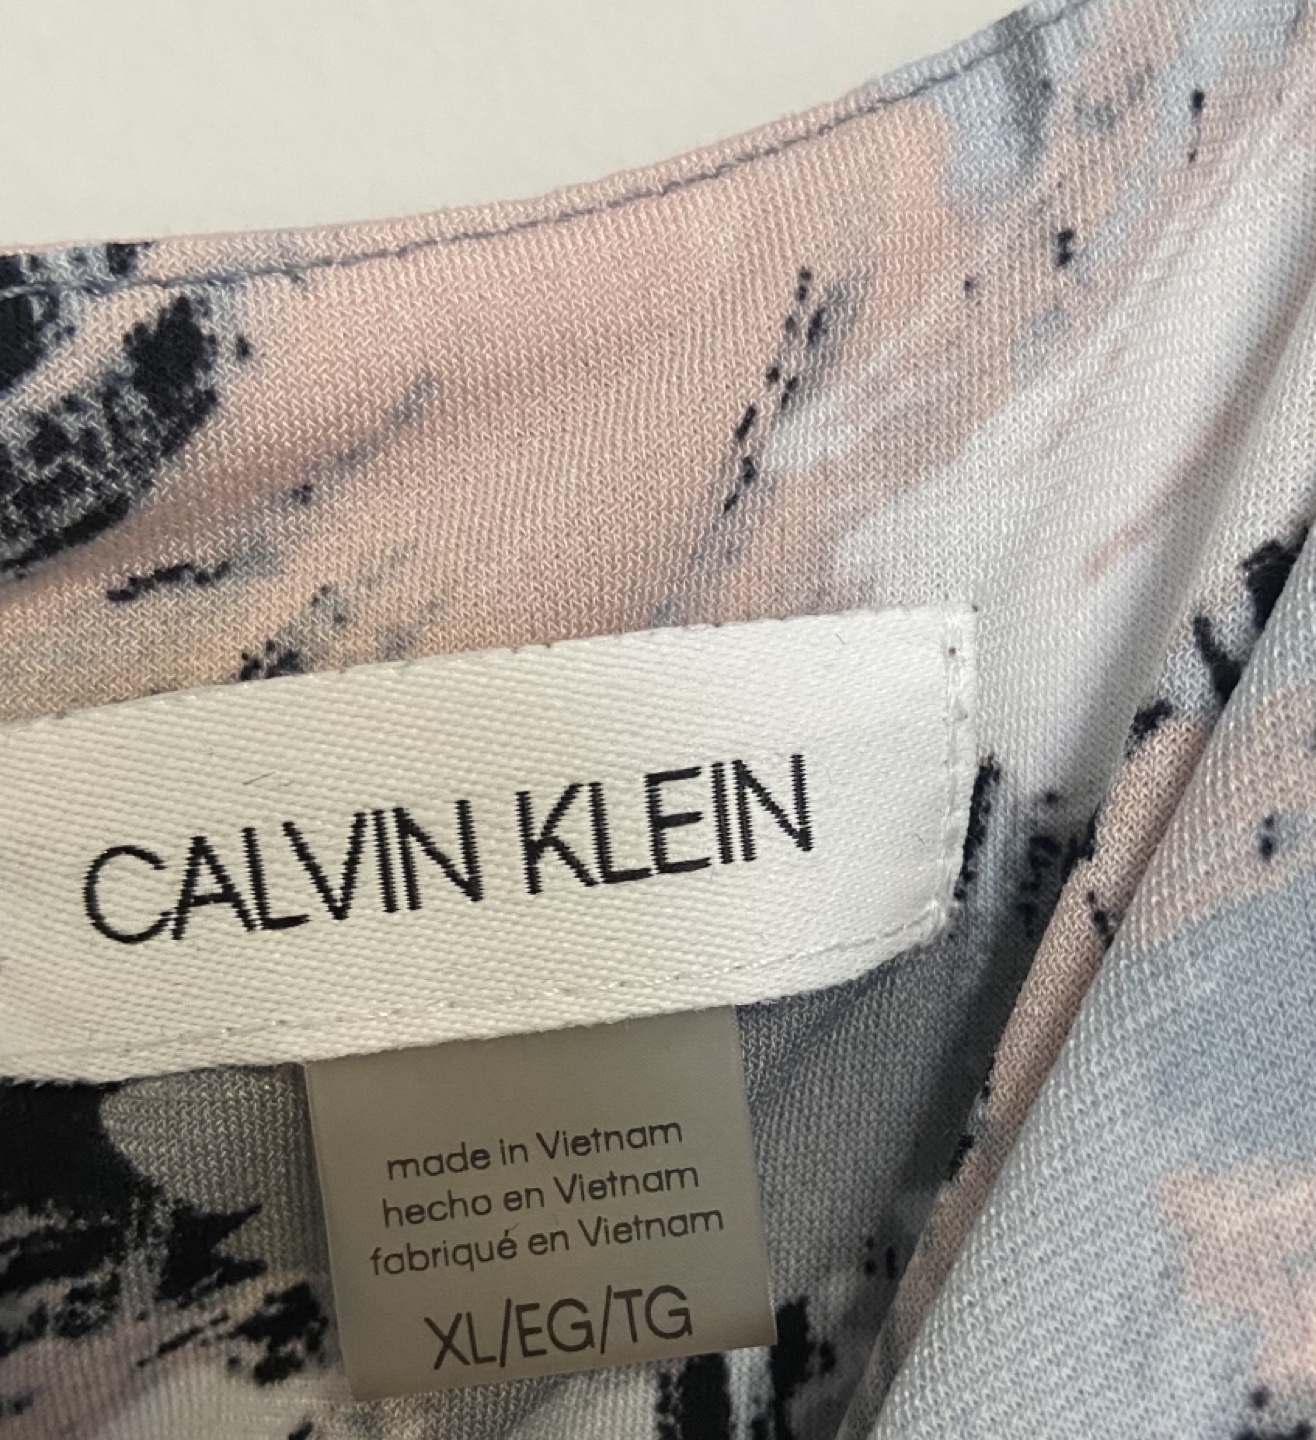 CALVIN KLEIN
made in Vietnam
hecho en Vietnam
fabriqué en Vietnam
XL/EG/TG